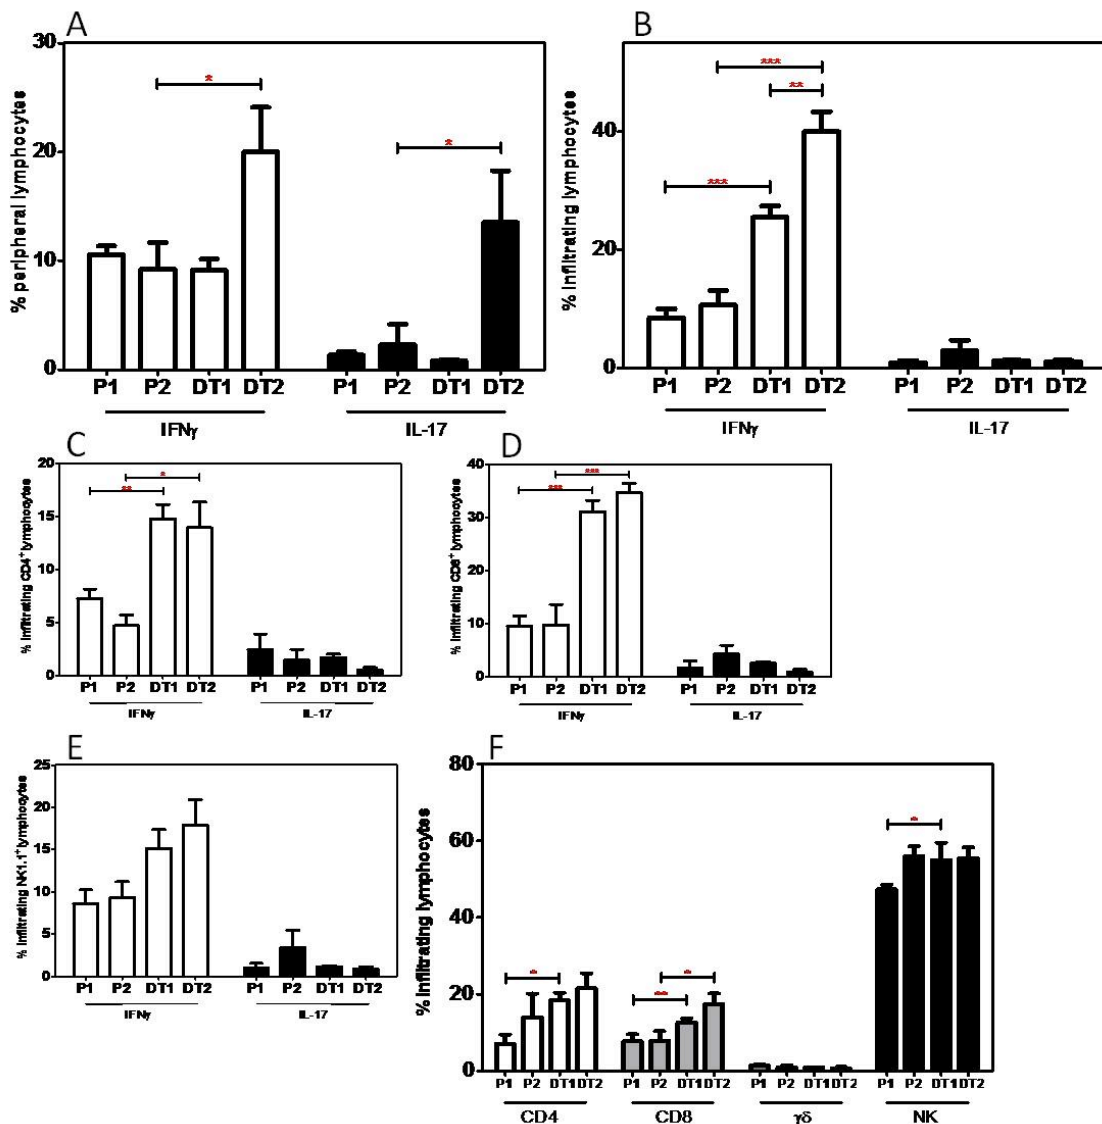 A
B
30
20
10
0
% peripheral lymphocytes
*
*
P1 P2 DT1 DT2 P1 P2 DT1 DT2
IFNγ IL-17
40
20
0
% infiltrating lymphocytes
***
**
***
P1 P2 DT1 DT2 P1 P2 DT1 DT2
IFNγ IL-17
C
D
20
15
10
5
0
% infiltrating CD4⁺ lymphocytes
*
**
P1 P2 DT1 DT2 P1 P2 DT1 DT2
IFNγ IL-17
40
30
20
10
0
% infiltrating CD8⁺ lymphocytes
***
***
P1 P2 DT1 DT2 P1 P2 DT1 DT2
IFNγ IL-17
E
F
25
20
15
10
5
0
% infiltrating NK1.1⁺ lymphocytes
P1 P2 DT1 DT2 P1 P2 DT1 DT2
IFNγ IL-17
80
60
40
20
0
% infiltrating lymphocytes
*
*
**
*
P1 P2 DT1 DT2 P1 P2 DT1 DT2 P1 P2 DT1 DT2 P1 P2 DT1 DT2
CD4 CD8 γδ NK